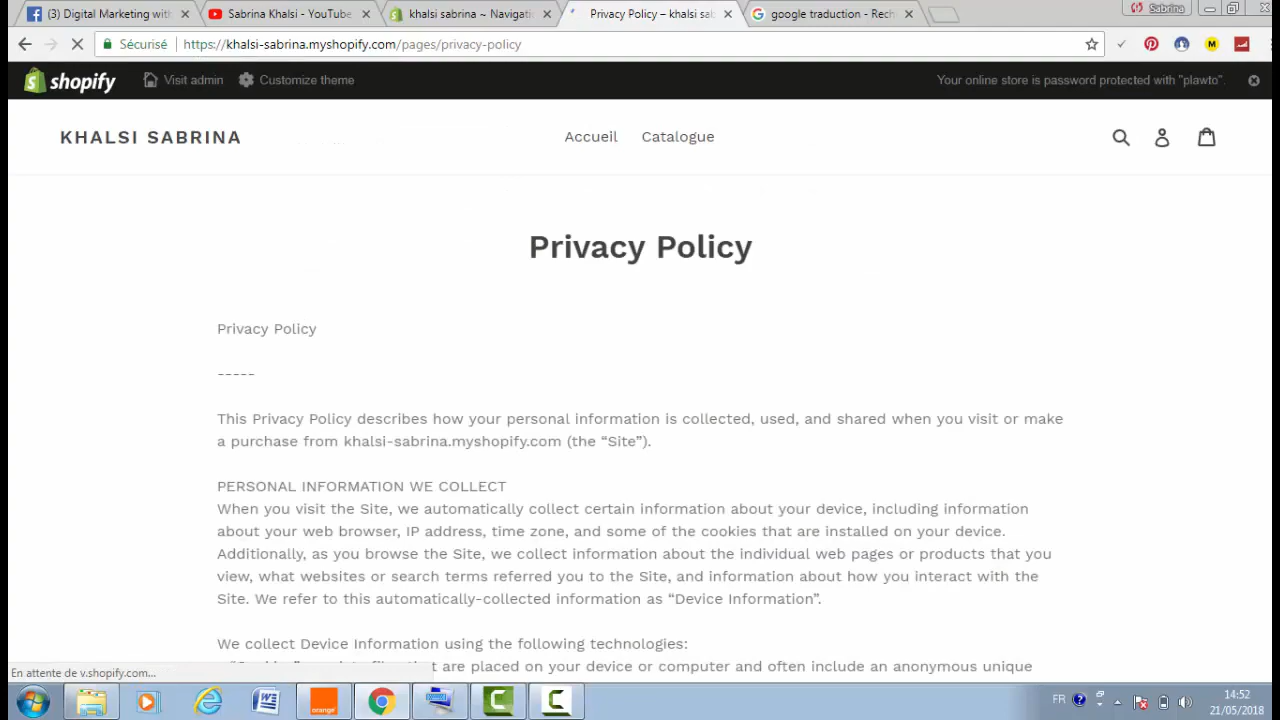 (3) Digital Marketing with
Sabrina Khalsi - YouTube
khalsi sabrina ~ Navigati
Privacy Policy – khalsi sab
google traduction - Rech
Sabrina
Sécurisé
https://khalsi-sabrina.myshopify.com/pages/privacy-policy
shopify
Visit admin
Customize theme
Your online store is password protected with "plawto".
KHALSI SABRINA
Accueil
Catalogue
Privacy Policy
Privacy Policy
-----
This Privacy Policy describes how your personal information is collected, used, and shared when you visit or make
a purchase from khalsi-sabrina.myshopify.com (the “Site”).
PERSONAL INFORMATION WE COLLECT
When you visit the Site, we automatically collect certain information about your device, including information
about your web browser, IP address, time zone, and some of the cookies that are installed on your device.
Additionally, as you browse the Site, we collect information about the individual web pages or products that you
view, what websites or search terms referred you to the Site, and information about how you interact with the
Site. We refer to this automatically-collected information as “Device Information”.
We collect Device Information using the following technologies:
are placed on your device or computer and often include an anonymous unique
En attente de v.shopify.com...
orange
FR
14:52
21/05/2018